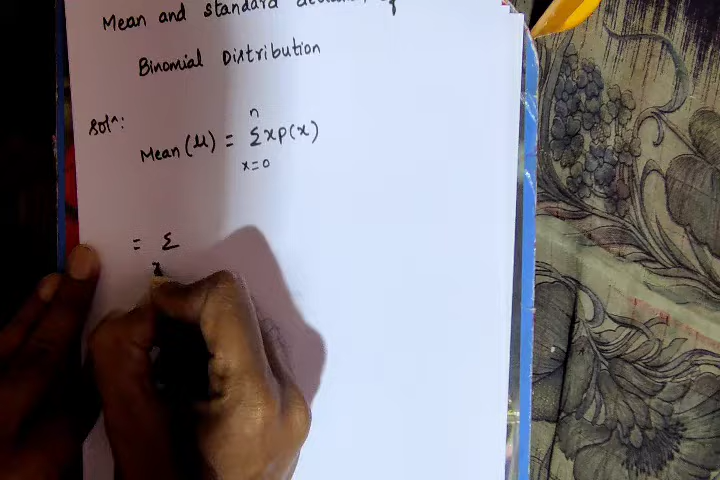 Mean and standard
Binomial Distribution
Solⁿ:
n
Mean (μ) = Σ x p(x)
x=0
= Σ